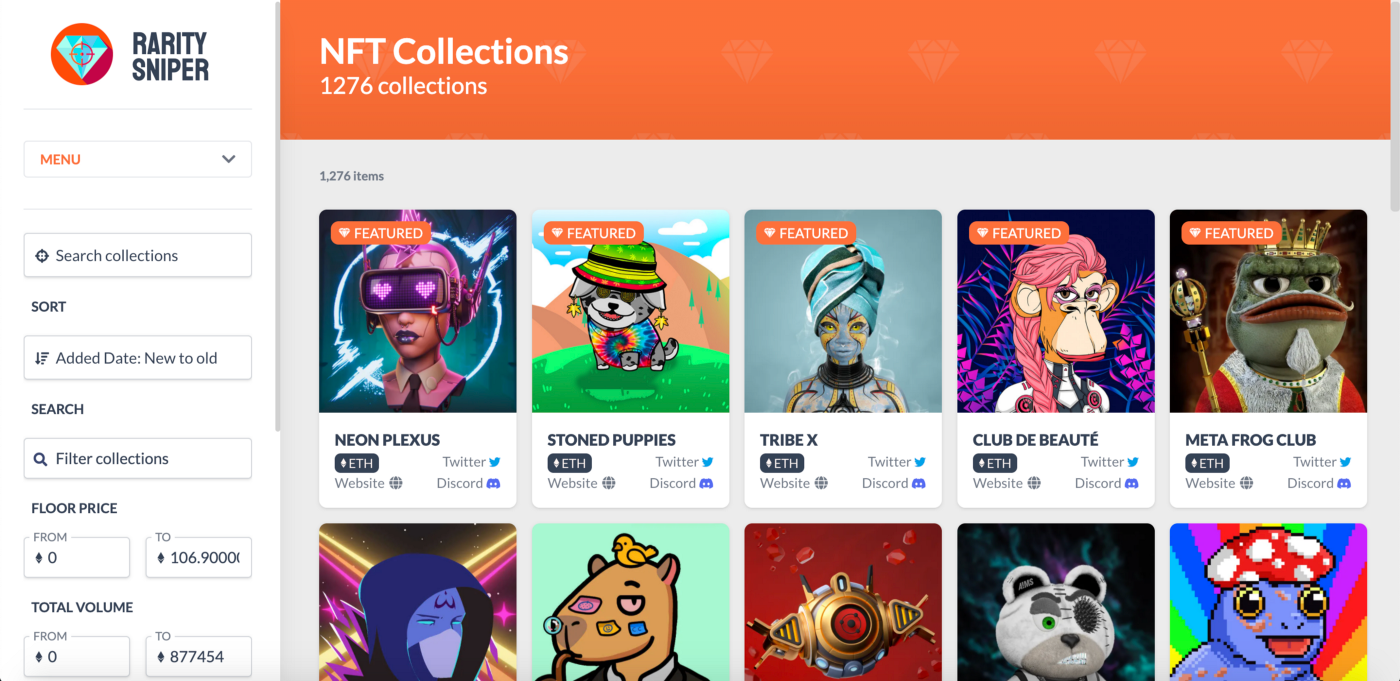 RARITY
SNIPER
MENU
Search collections
SORT
Added Date: New to old
SEARCH
Filter collections
FLOOR PRICE
FROM TO
0 106.9000
TOTAL VOLUME
FROM TO
0 877454
NFT Collections
1276 collections
1,276 items
FEATURED
NEON PLEXUS
ETH Twitter
Website Discord
FEATURED
STONED PUPPIES
ETH Twitter
Website Discord
FEATURED
TRIBE X
ETH Twitter
Website Discord
FEATURED
CLUB DE BEAUTÉ
ETH Twitter
Website Discord
FEATURED
META FROG CLUB
ETH Twitter
Website Discord
AIMS